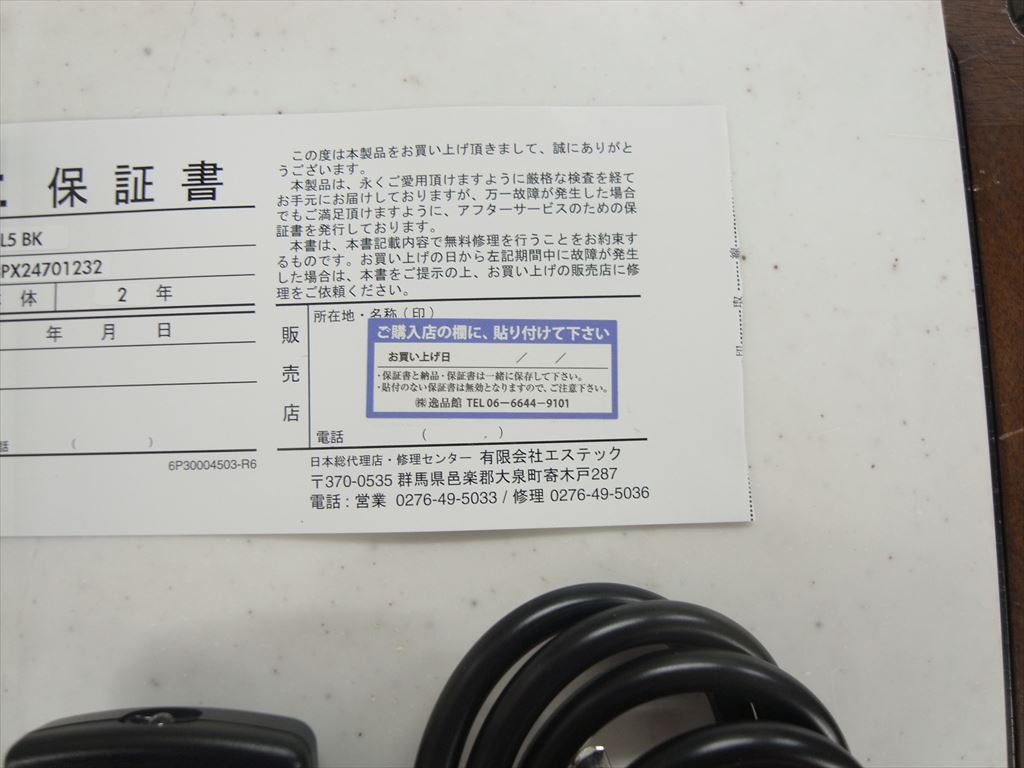 保証書
L5 BK
PX24701232
体 2 年
年 月 日
( )
6P30004503-R6
この度は本製品をお買い上げ頂きまして、誠にありがと
うございます。
本製品は、永くご愛用頂けますように厳格な検査を経て
お手元にお届けしておりますが、万一故障が発生した場合
でもご満足頂けますように、アフターサービスのための保
証書を発行しております。
本書は、本書記載内容で無料修理を行うことをお約束す
るものです。お買い上げの日から左記期間中に故障が発生
した場合は、本書をご提示の上、お買い上げの販売店に修
理をご依頼ください。
販売店
所在地・名称(印)
ご購入店の欄に、貼り付けて下さい
お買い上げ日 / /
・保証書と納品・保証書は一緒に保存して下さい。
・貼付のない保証書は無効となりますので、ご注意下さい。
㈱逸品館 TEL 06-6644-9101
電話 ( )
日本総代理店・修理センター 有限会社エステック
〒370-0535 群馬県邑楽郡大泉町寄木戸287
電話:営業 0276-49-5033 / 修理 0276-49-5036